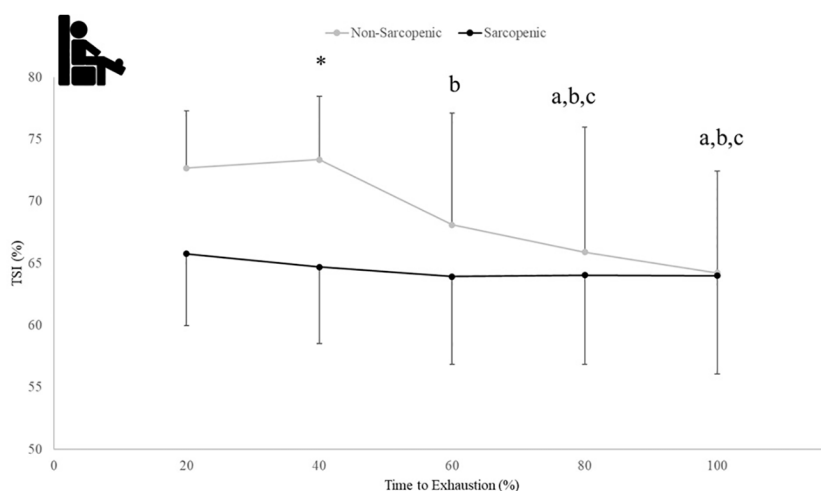 Non-Sarcopenic Sarcopenic
*
b
a,b,c
a,b,c
80
75
70
65
60
55
50
TSI (%)
0 20 40 60 80 100
Time to Exhaustion (%)